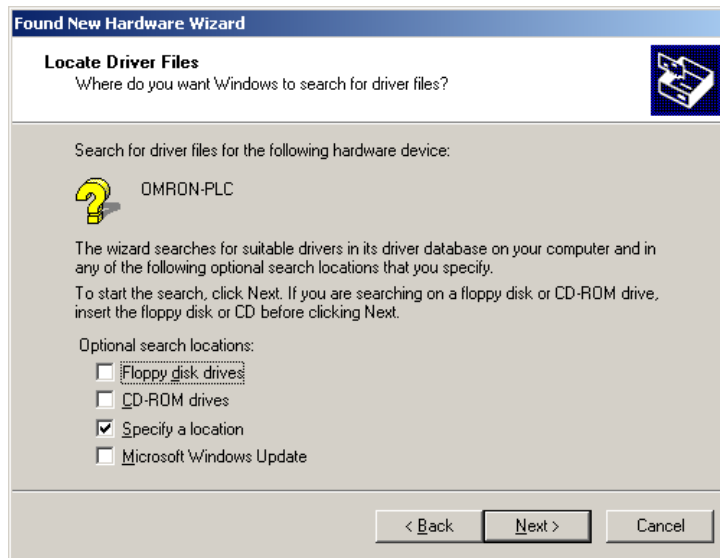 Found New Hardware Wizard
Locate Driver Files
Where do you want Windows to search for driver files?
Search for driver files for the following hardware device:
OMRON-PLC
The wizard searches for suitable drivers in its driver database on your computer and in
any of the following optional search locations that you specify.
To start the search, click Next. If you are searching on a floppy disk or CD-ROM drive,
insert the floppy disk or CD before clicking Next.
Optional search locations:
Floppy disk drives
CD-ROM drives
Specify a location
Microsoft Windows Update
< Back Next > Cancel